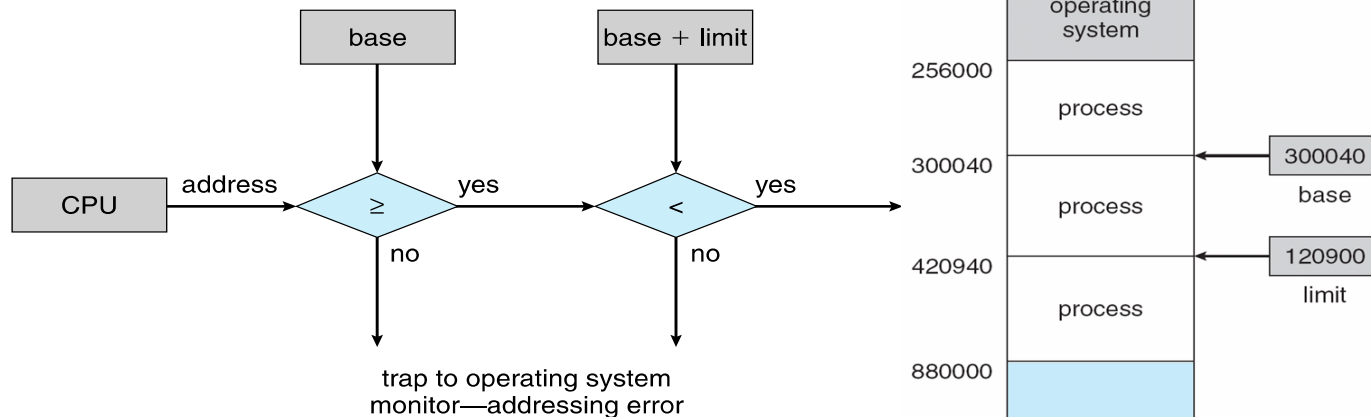 base
base + limit
CPU
address
≥
yes
<
yes
no
no
trap to operating system
monitor—addressing error
operating
system
256000
process
300040
300040
base
process
420940
120900
limit
process
880000